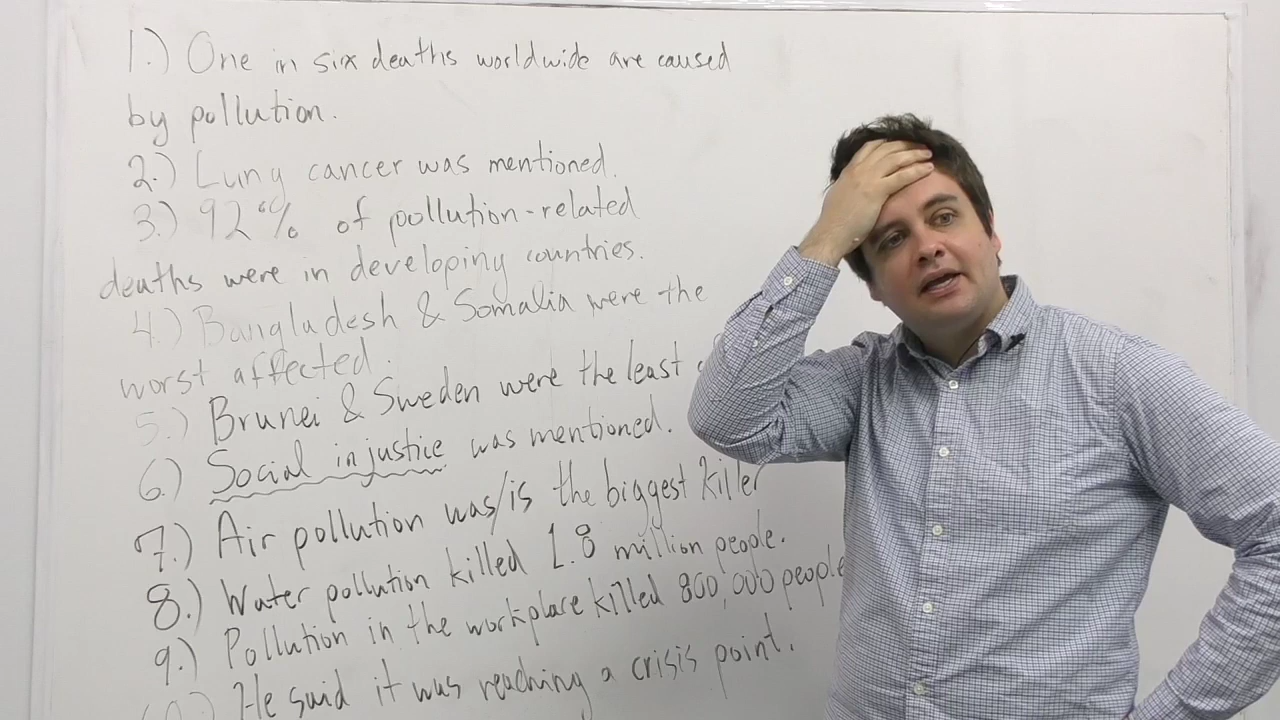 1.) One in six deaths worldwide are caused
by pollution.
2.) Lung cancer was mentioned.
3.) 92% of pollution-related
deaths were in developing countries.
4.) Bangladesh & Somalia were the
worst affected.
5.) Brunei & Sweden were the least
6.) Social injustice was mentioned.
7.) Air pollution was/is the biggest killer
8.) Water pollution killed 1.8 million people.
9.) Pollution in the workplace killed 800,000 people
He said it was reaching a crisis point.